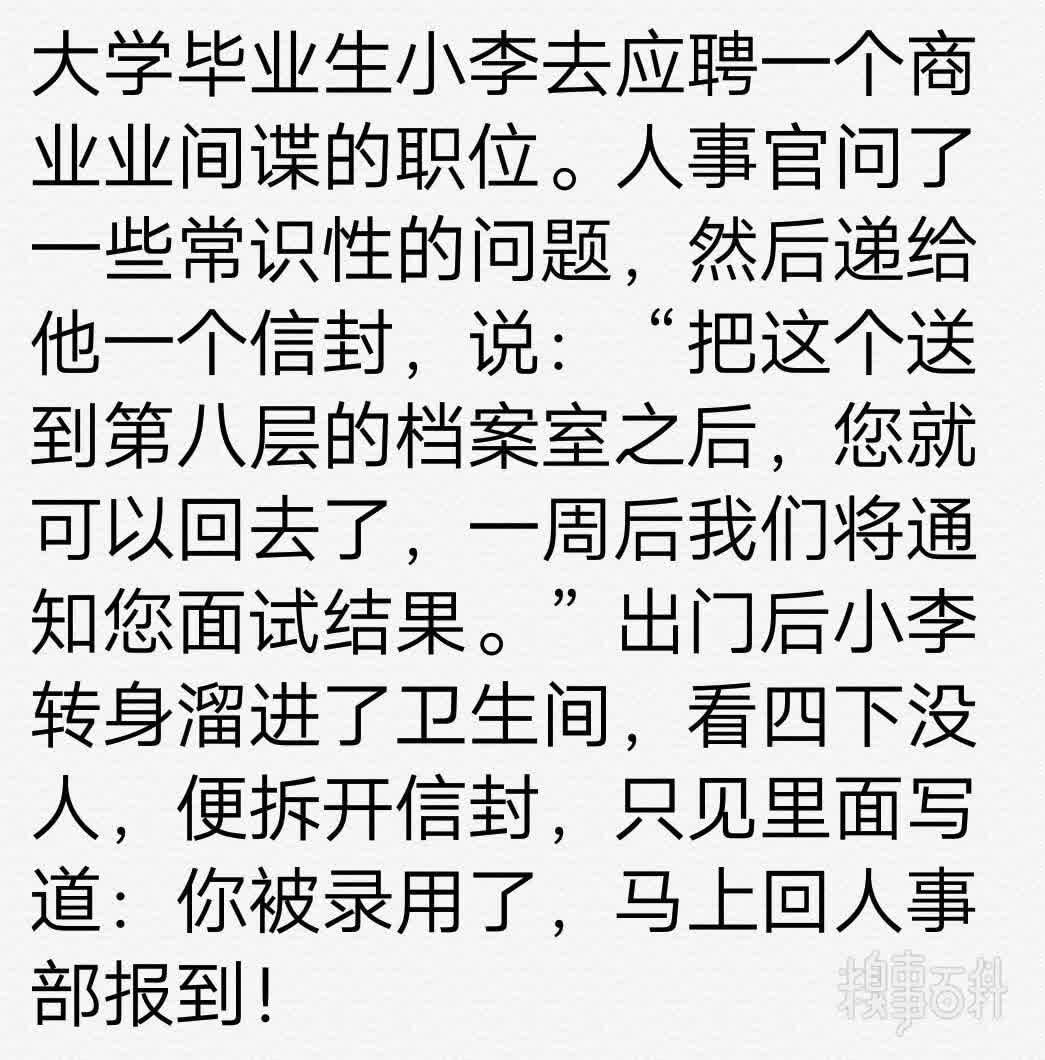 大学毕业生小李去应聘一个商
业业间谍的职位。人事官问了
一些常识性的问题，然后递给
他一个信封，说：“把这个送
到第八层的档案室之后，您就
可以回去了，一周后我们将通
知您面试结果。”出门后小李
转身溜进了卫生间，看四下没
人，便拆开信封，只见里面写
道：你被录用了，马上回人事
部报到！
糗事百科